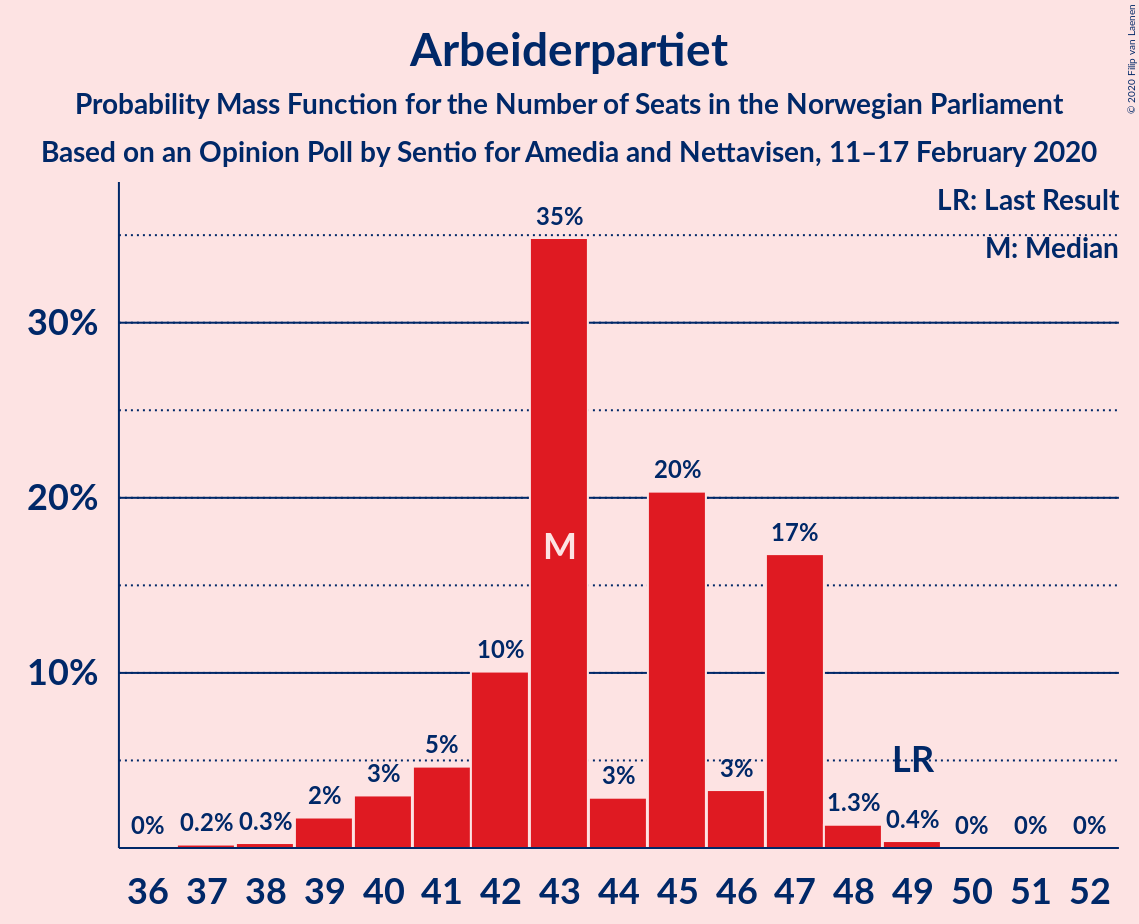 Arbeiderpartiet
Probability Mass Function for the Number of Seats in the Norwegian Parliament
Based on an Opinion Poll by Sentio for Amedia and Nettavisen, 11–17 February 2020
© 2020 Filip van Laenen
LR: Last Result
M: Median
30%
20%
10%
0% 0.2% 0.3% 2% 3% 5% 10% 35% 3% 20% 3% 17% 1.3% 0.4% 0% 0% 0%
M
LR
36 37 38 39 40 41 42 43 44 45 46 47 48 49 50 51 52